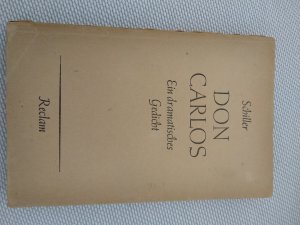 Schiller
DON
CARLOS
Ein dramatisches
Gedicht
Reclam